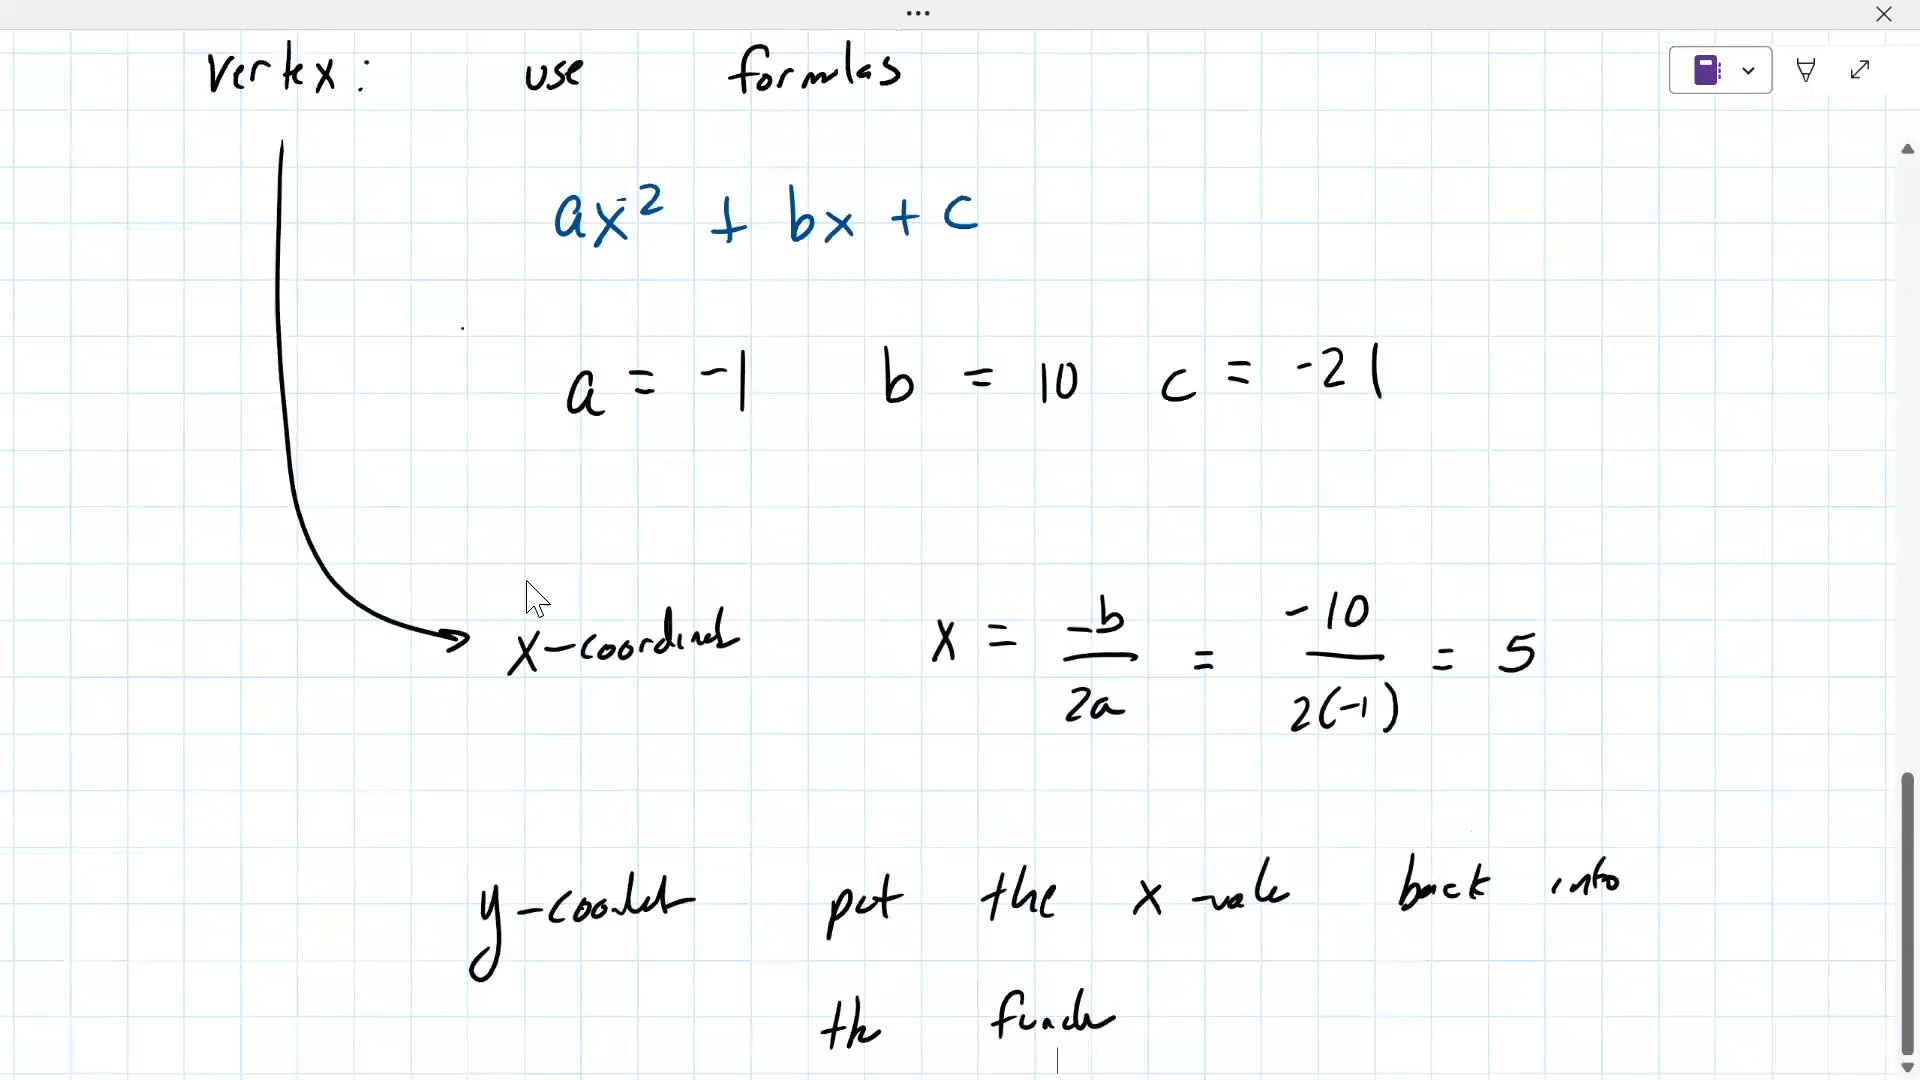 vertex: use formulas
ax² + bx + c
a = -1 b = 10 c = -21
x-coordinate x = -b/2a = -10/2(-1) = 5
y-coordinate put the x-value back into
the function